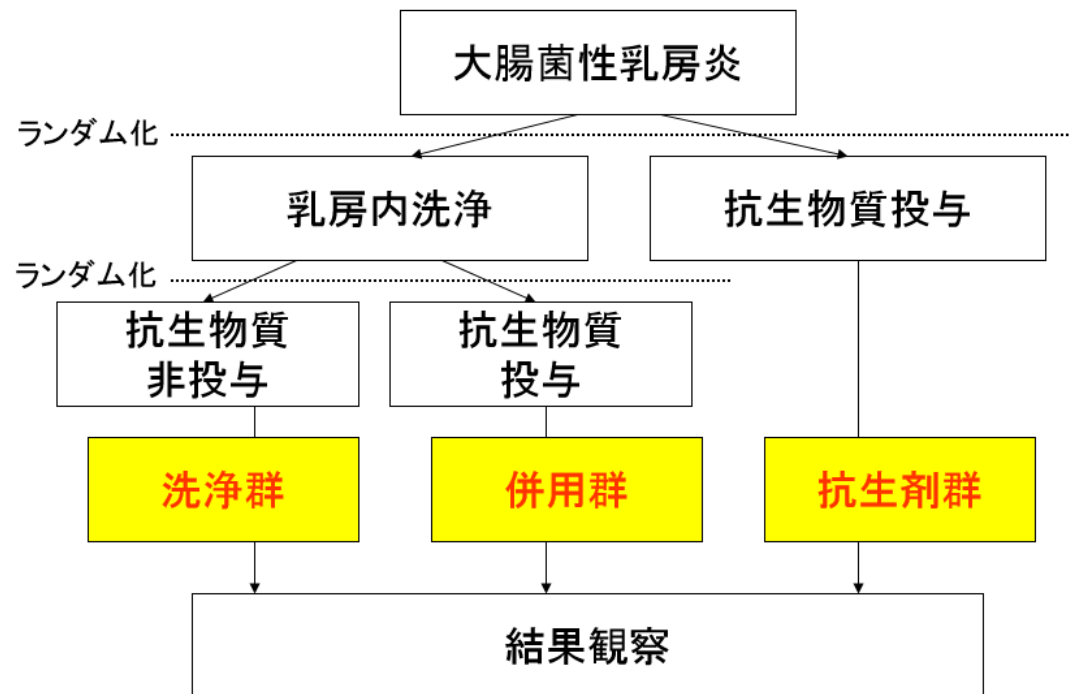 大腸菌性乳房炎
ランダム化
乳房内洗浄
抗生物質投与
ランダム化
抗生物質
非投与
抗生物質
投与
洗浄群
併用群
抗生剤群
結果観察